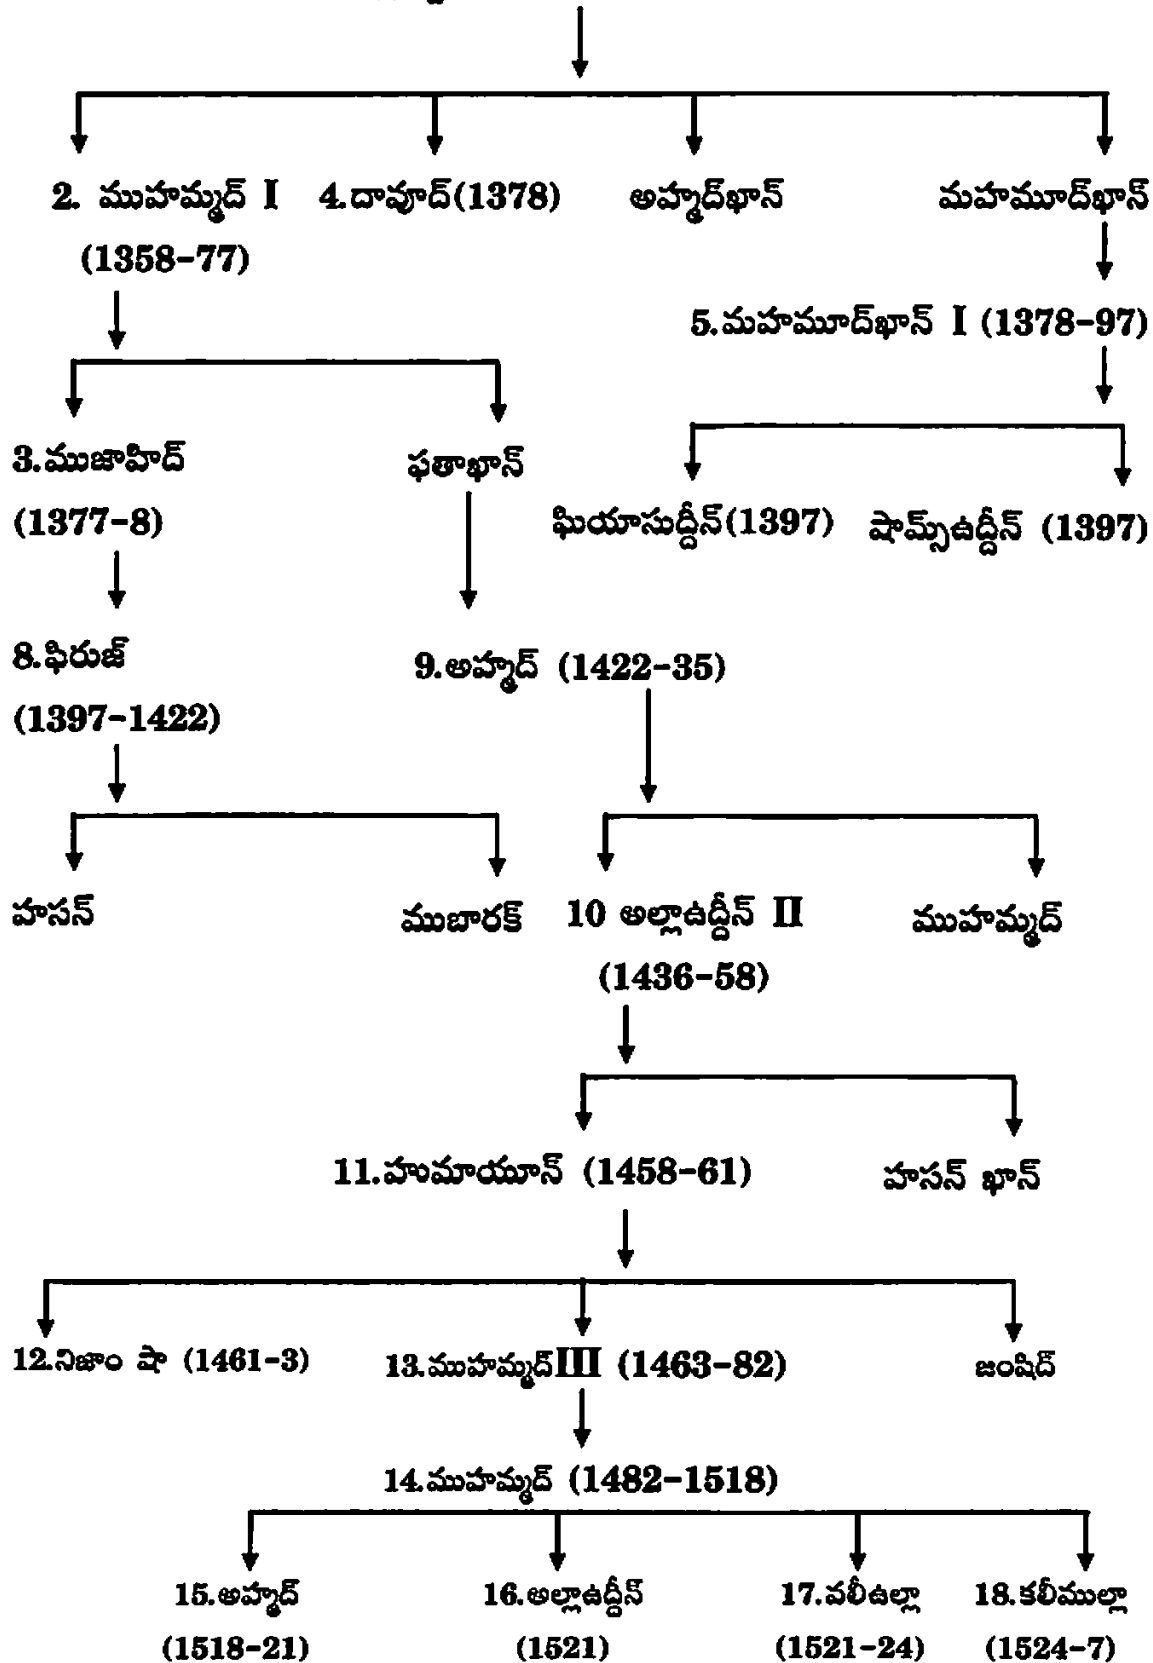 2. ముహమ్మద్ I 4.దావూద్(1378) అహ్మద్‌ఖాన్ మహమూద్‌ఖాన్
(1358-77)
5.మహమూద్‌ఖాన్ I (1378-97)
3.ముజాహిద్ ఫతాఖాన్
(1377-8) ఘియాసుద్దీన్(1397) షామ్స్ఉద్దీన్ (1397)
8.ఫిరుజ్ 9.అహ్మద్ (1422-35)
(1397-1422)
హసన్ ముబారక్ 10 అల్లాఉద్దీన్ II ముహమ్మద్
(1436-58)
11.హుమాయూన్ (1458-61) హసన్ ఖాన్
12.నిజాం షా (1461-3) 13.ముహమ్మద్III (1463-82) జంషిద్
14.ముహమ్మద్ (1482-1518)
15.అహ్మద్ 16.అల్లాఉద్దీన్ 17.వలీఉల్లా 18.కలీముల్లా
(1518-21) (1521) (1521-24) (1524-7)